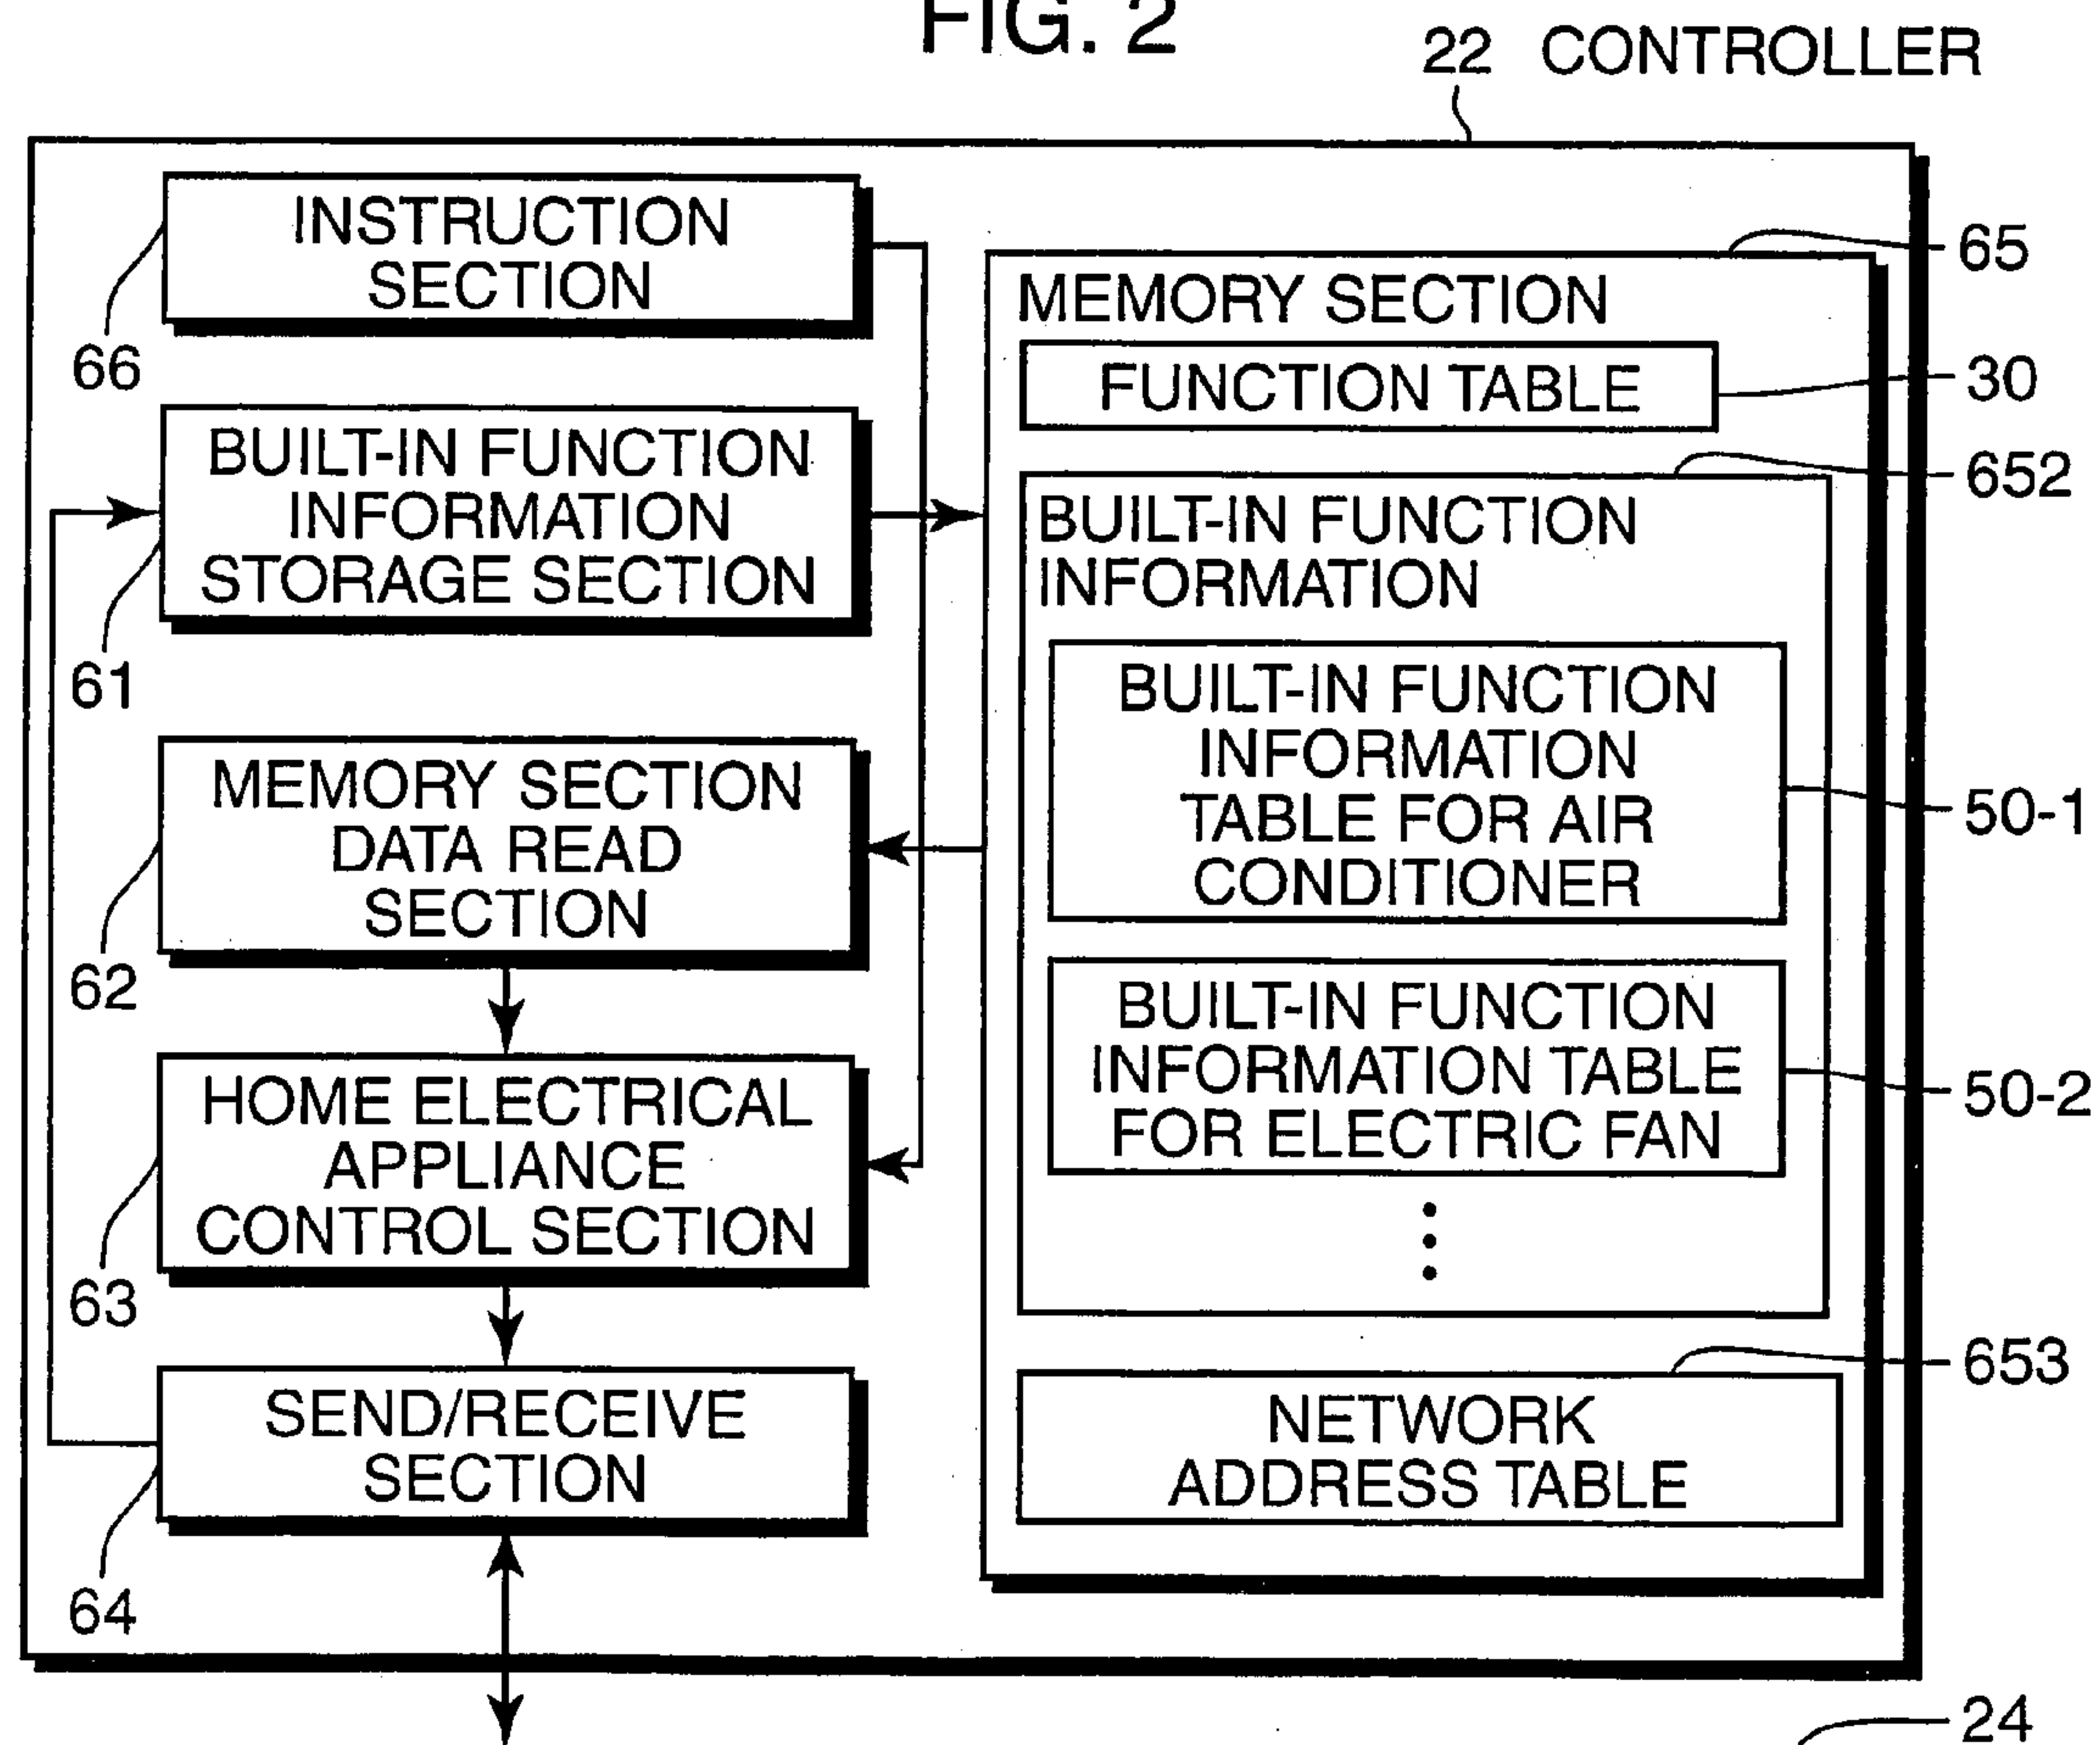 FIG. 2
22 CONTROLLER
INSTRUCTION
SECTION
66
BUILT-IN FUNCTION
INFORMATION
STORAGE SECTION
61
MEMORY SECTION
DATA READ
SECTION
62
HOME ELECTRICAL
APPLIANCE
CONTROL SECTION
63
SEND/RECEIVE
SECTION
64
65
MEMORY SECTION
FUNCTION TABLE
30
652
BUILT-IN FUNCTION
INFORMATION
BUILT-IN FUNCTION
INFORMATION
TABLE FOR AIR
CONDITIONER
50-1
BUILT-IN FUNCTION
INFORMATION TABLE
FOR ELECTRIC FAN
50-2
653
NETWORK
ADDRESS TABLE
24